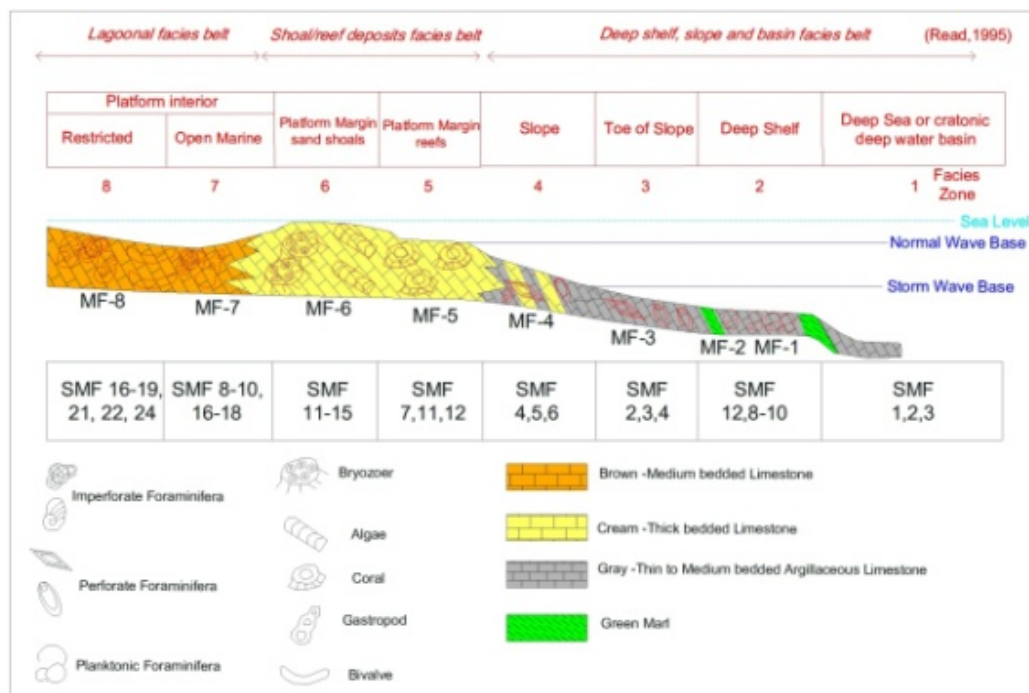 Lagoonal facies belt Shoal/reef deposits facies belt Deep shelf, slope and basin facies belt (Read,1995)
Platform interior
Restricted Open Marine Platform Margin sand shoals Platform Margin reefs Slope Toe of Slope Deep Shelf Deep Sea or cratonic deep water basin
8 7 6 5 4 3 2 1 Facies Zone
Sea Level
Normal Wave Base
Storm Wave Base
MF-8 MF-7 MF-6 MF-5 MF-4 MF-3 MF-2 MF-1
SMF 16-19, 21, 22, 24
SMF 8-10, 16-18
SMF 11-15
SMF 7,11,12
SMF 4,5,6
SMF 2,3,4
SMF 12,8-10
SMF 1,2,3
Imperforate Foraminifera
Perforate Foraminifera
Planktonic Foraminifera
Bryozoer
Algae
Coral
Gastropod
Bivalve
Brown -Medium bedded Limestone
Cream -Thick bedded Limestone
Gray -Thin to Medium bedded Argillaceous Limestone
Green Marl